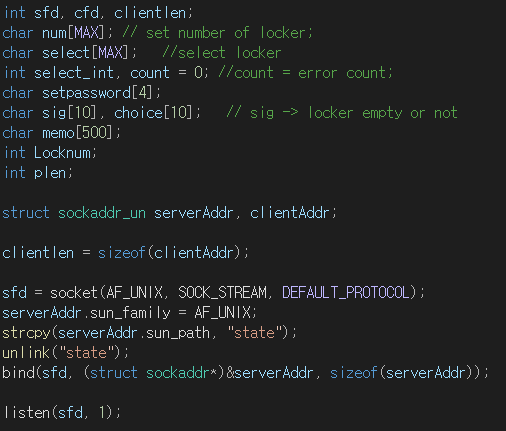 int sfd, cfd, clientlen;
char num[MAX]; // set number of locker;
char select[MAX];   //select locker
int select_int, count = 0; //count = error count;
char setpassword[4];
char sig[10], choice[10];   // sig -> locker empty or not
char memo[500];
int Locknum;
int plen;
struct sockaddr_un serverAddr, clientAddr;
clientlen = sizeof(clientAddr);
sfd = socket(AF_UNIX, SOCK_STREAM, DEFAULT_PROTOCOL);
serverAddr.sun_family = AF_UNIX;
strcpy(serverAddr.sun_path, "state");
unlink("state");
bind(sfd, (struct sockaddr*)&serverAddr, sizeof(serverAddr));
listen(sfd, 1);